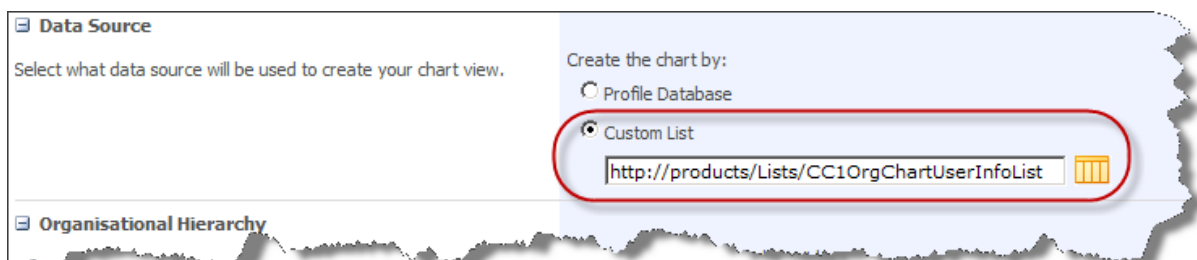 Data Source
Select what data source will be used to create your chart view.
Create the chart by:
Profile Database
Custom List
http://products/Lists/CC1OrgChartUserInfoList
Organisational Hierarchy